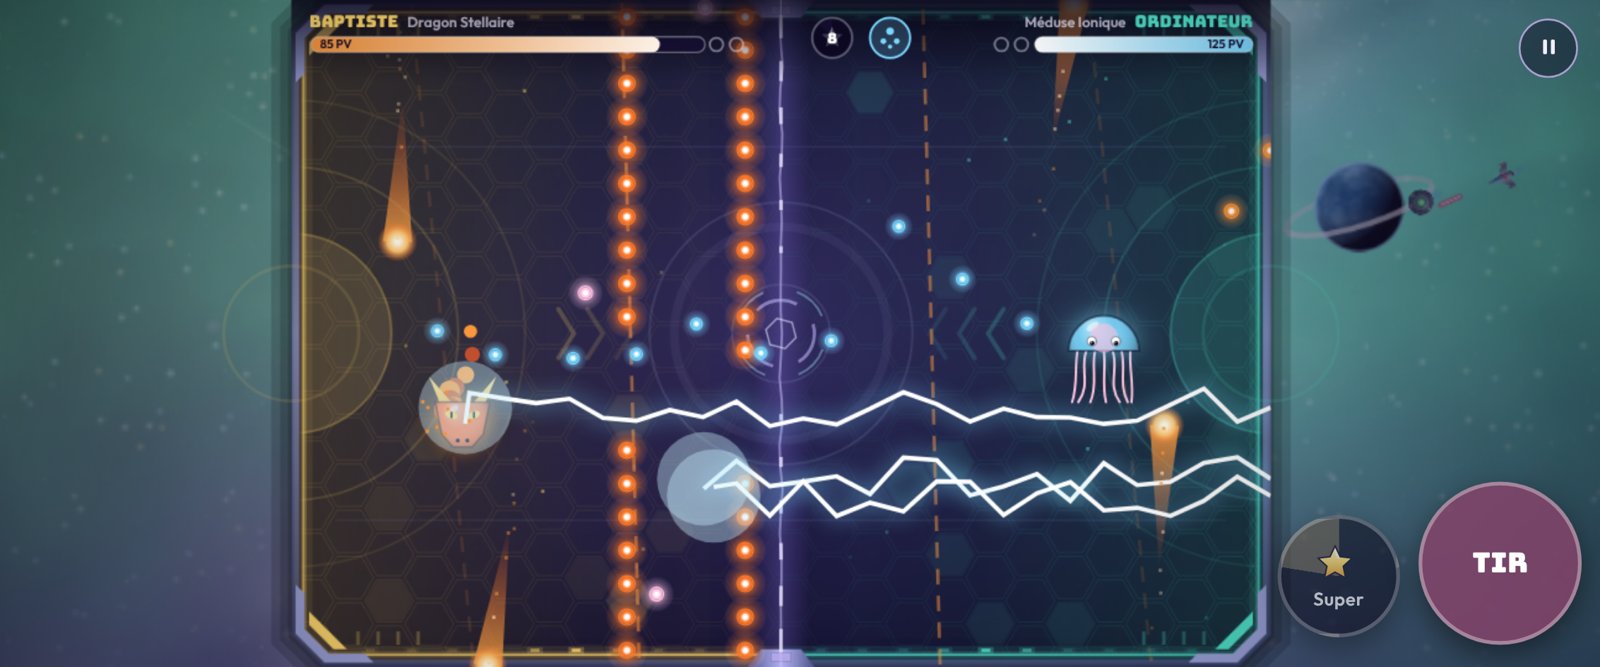 BAPTISTE Dragon Stellaire
85 PV
8
Méduse Ionique ORDINATEUR
125 PV
Super
TIR